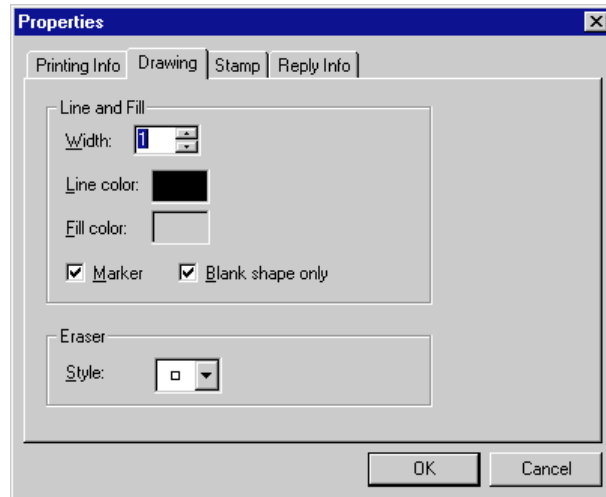 Properties
Printing Info Drawing Stamp Reply Info
Line and Fill
Width: 1
Line color:
Fill color:
Marker Blank shape only
Eraser
Style:
OK Cancel